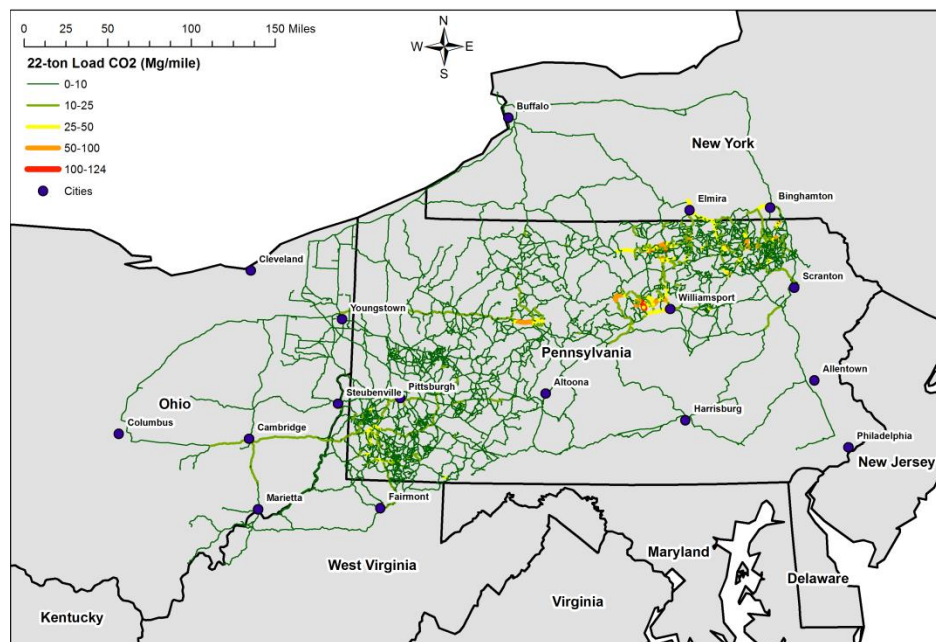 0 25 50 100 150 Miles
22-ton Load CO2 (Mg/mile)
0-10
10-25
25-50
50-100
100-124
Cities
N
W E
S
Buffalo
New York
Elmira
Binghamton
Cleveland
Scranton
Youngstown
Williamsport
Pennsylvania
Allentown
Ohio
Steubenville
Pittsburgh
Altoona
Columbus
Cambridge
Harrisburg
Philadelphia
New Jersey
Marietta
Fairmont
West Virginia
Maryland
Delaware
Kentucky
Virginia